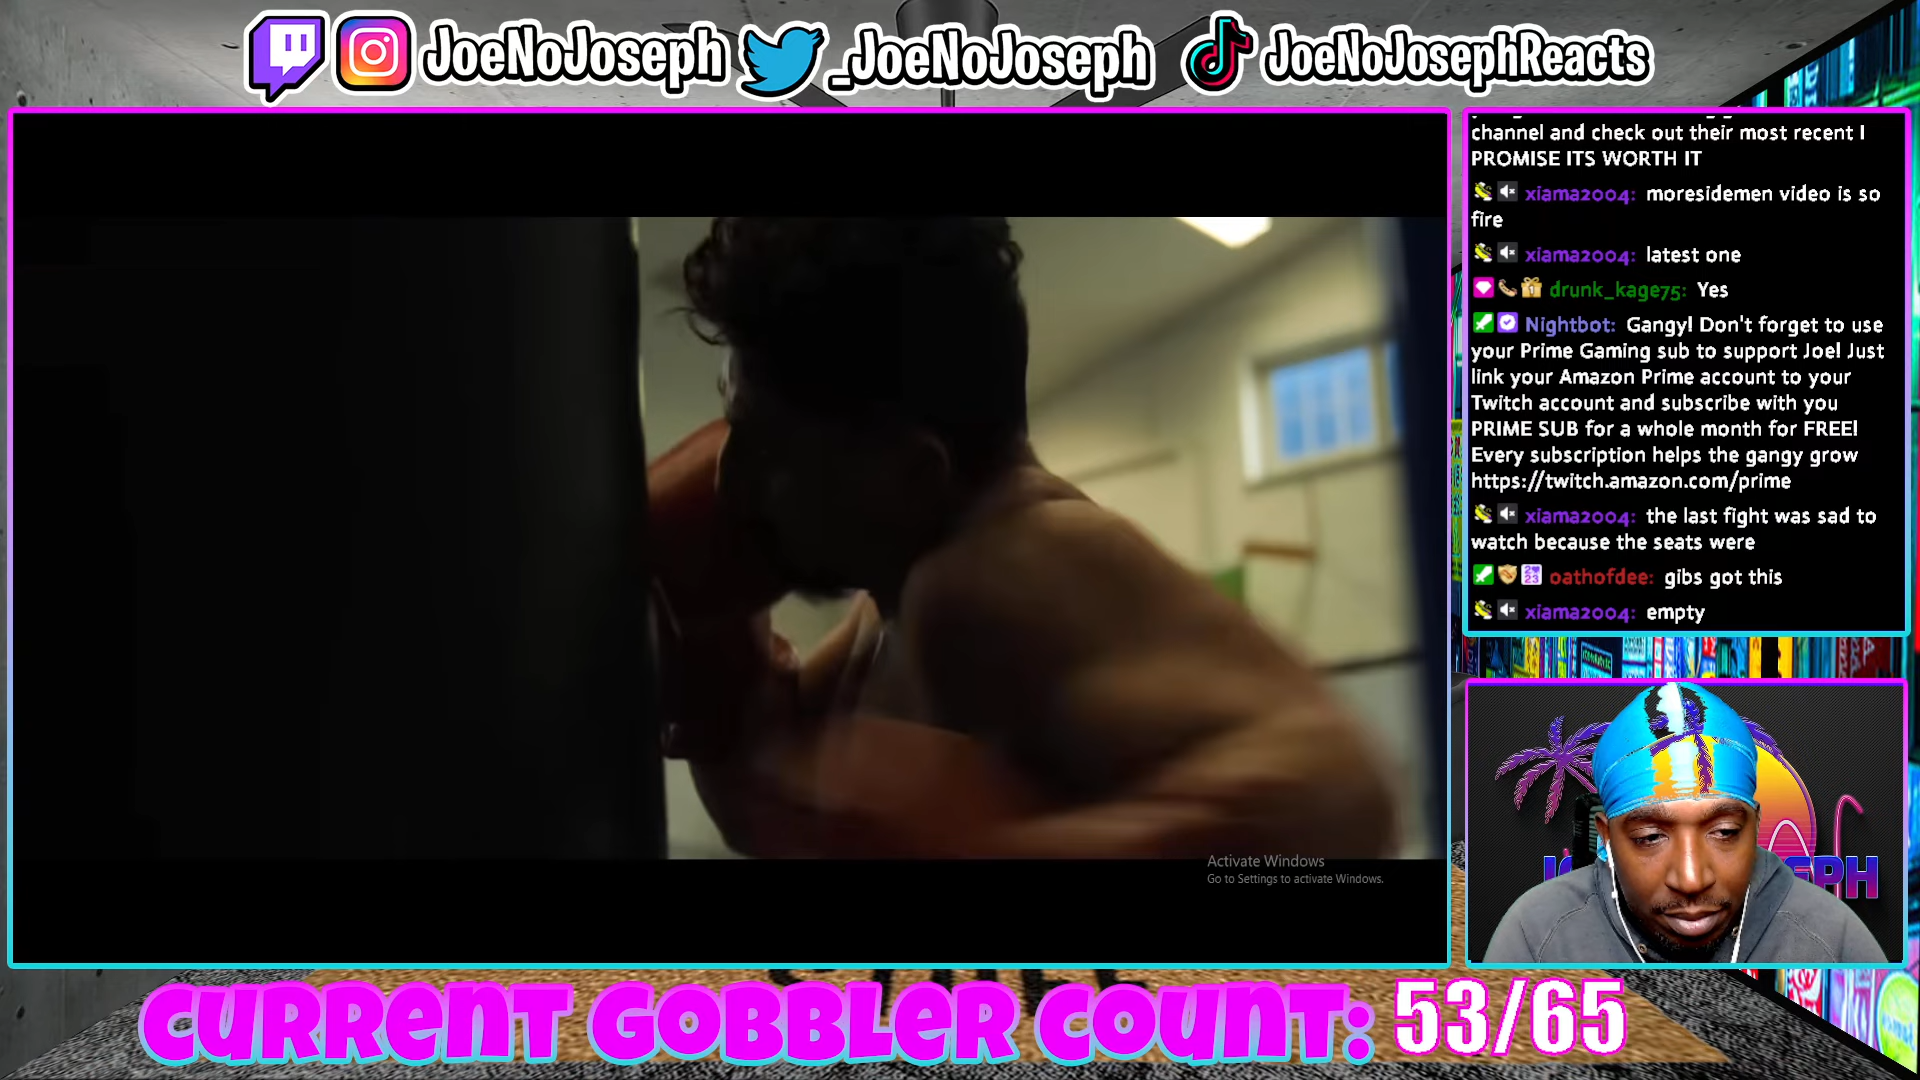 JoeNoJoseph _JoeNoJoseph JoeNoJosephReacts
channel and check out their most recent I
PROMISE ITS WORTH IT
xiama2004: moresidemen video is so
fire
xiama2004: latest one
drunk_kage75: Yes
Nightbot: Gangy! Don't forget to use
your Prime Gaming sub to support Joe! Just
link your Amazon Prime account to your
Twitch account and subscribe with you
PRIME SUB for a whole month for FREE!
Every subscription helps the gangy grow
https://twitch.amazon.com/prime
xiama2004: the last fight was sad to
watch because the seats were
oathofdee: gibs got this
xiama2004: empty
Activate Windows
Go to Settings to activate Windows.
CURRENT GOBBLER COUNT: 53/65